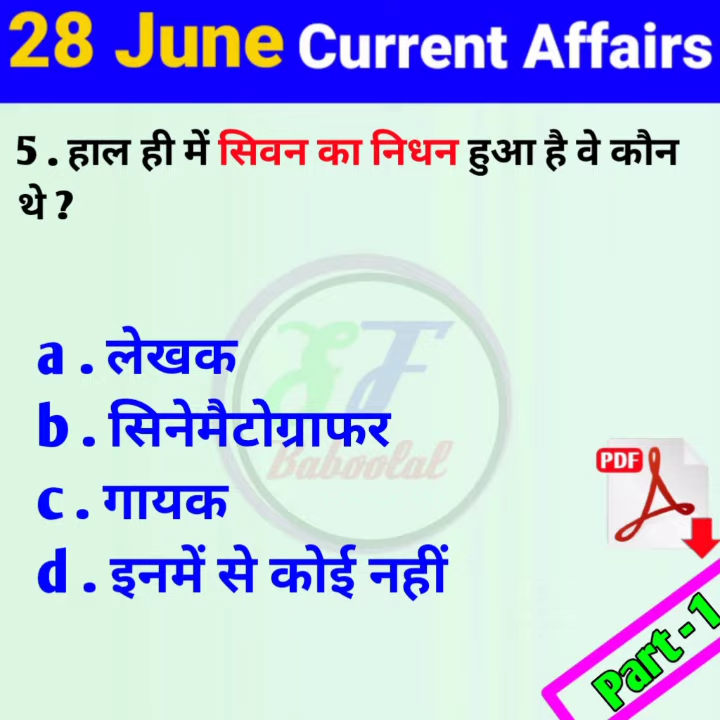 28 June Current Affairs
5 . हाल ही में सिवन का निधन हुआ है वे कौन
थे ?
a . लेखक
b . सिनेमैटोग्राफर
c . गायक
d . इनमें से कोई नहीं
Baboolal
PDF
Part-1